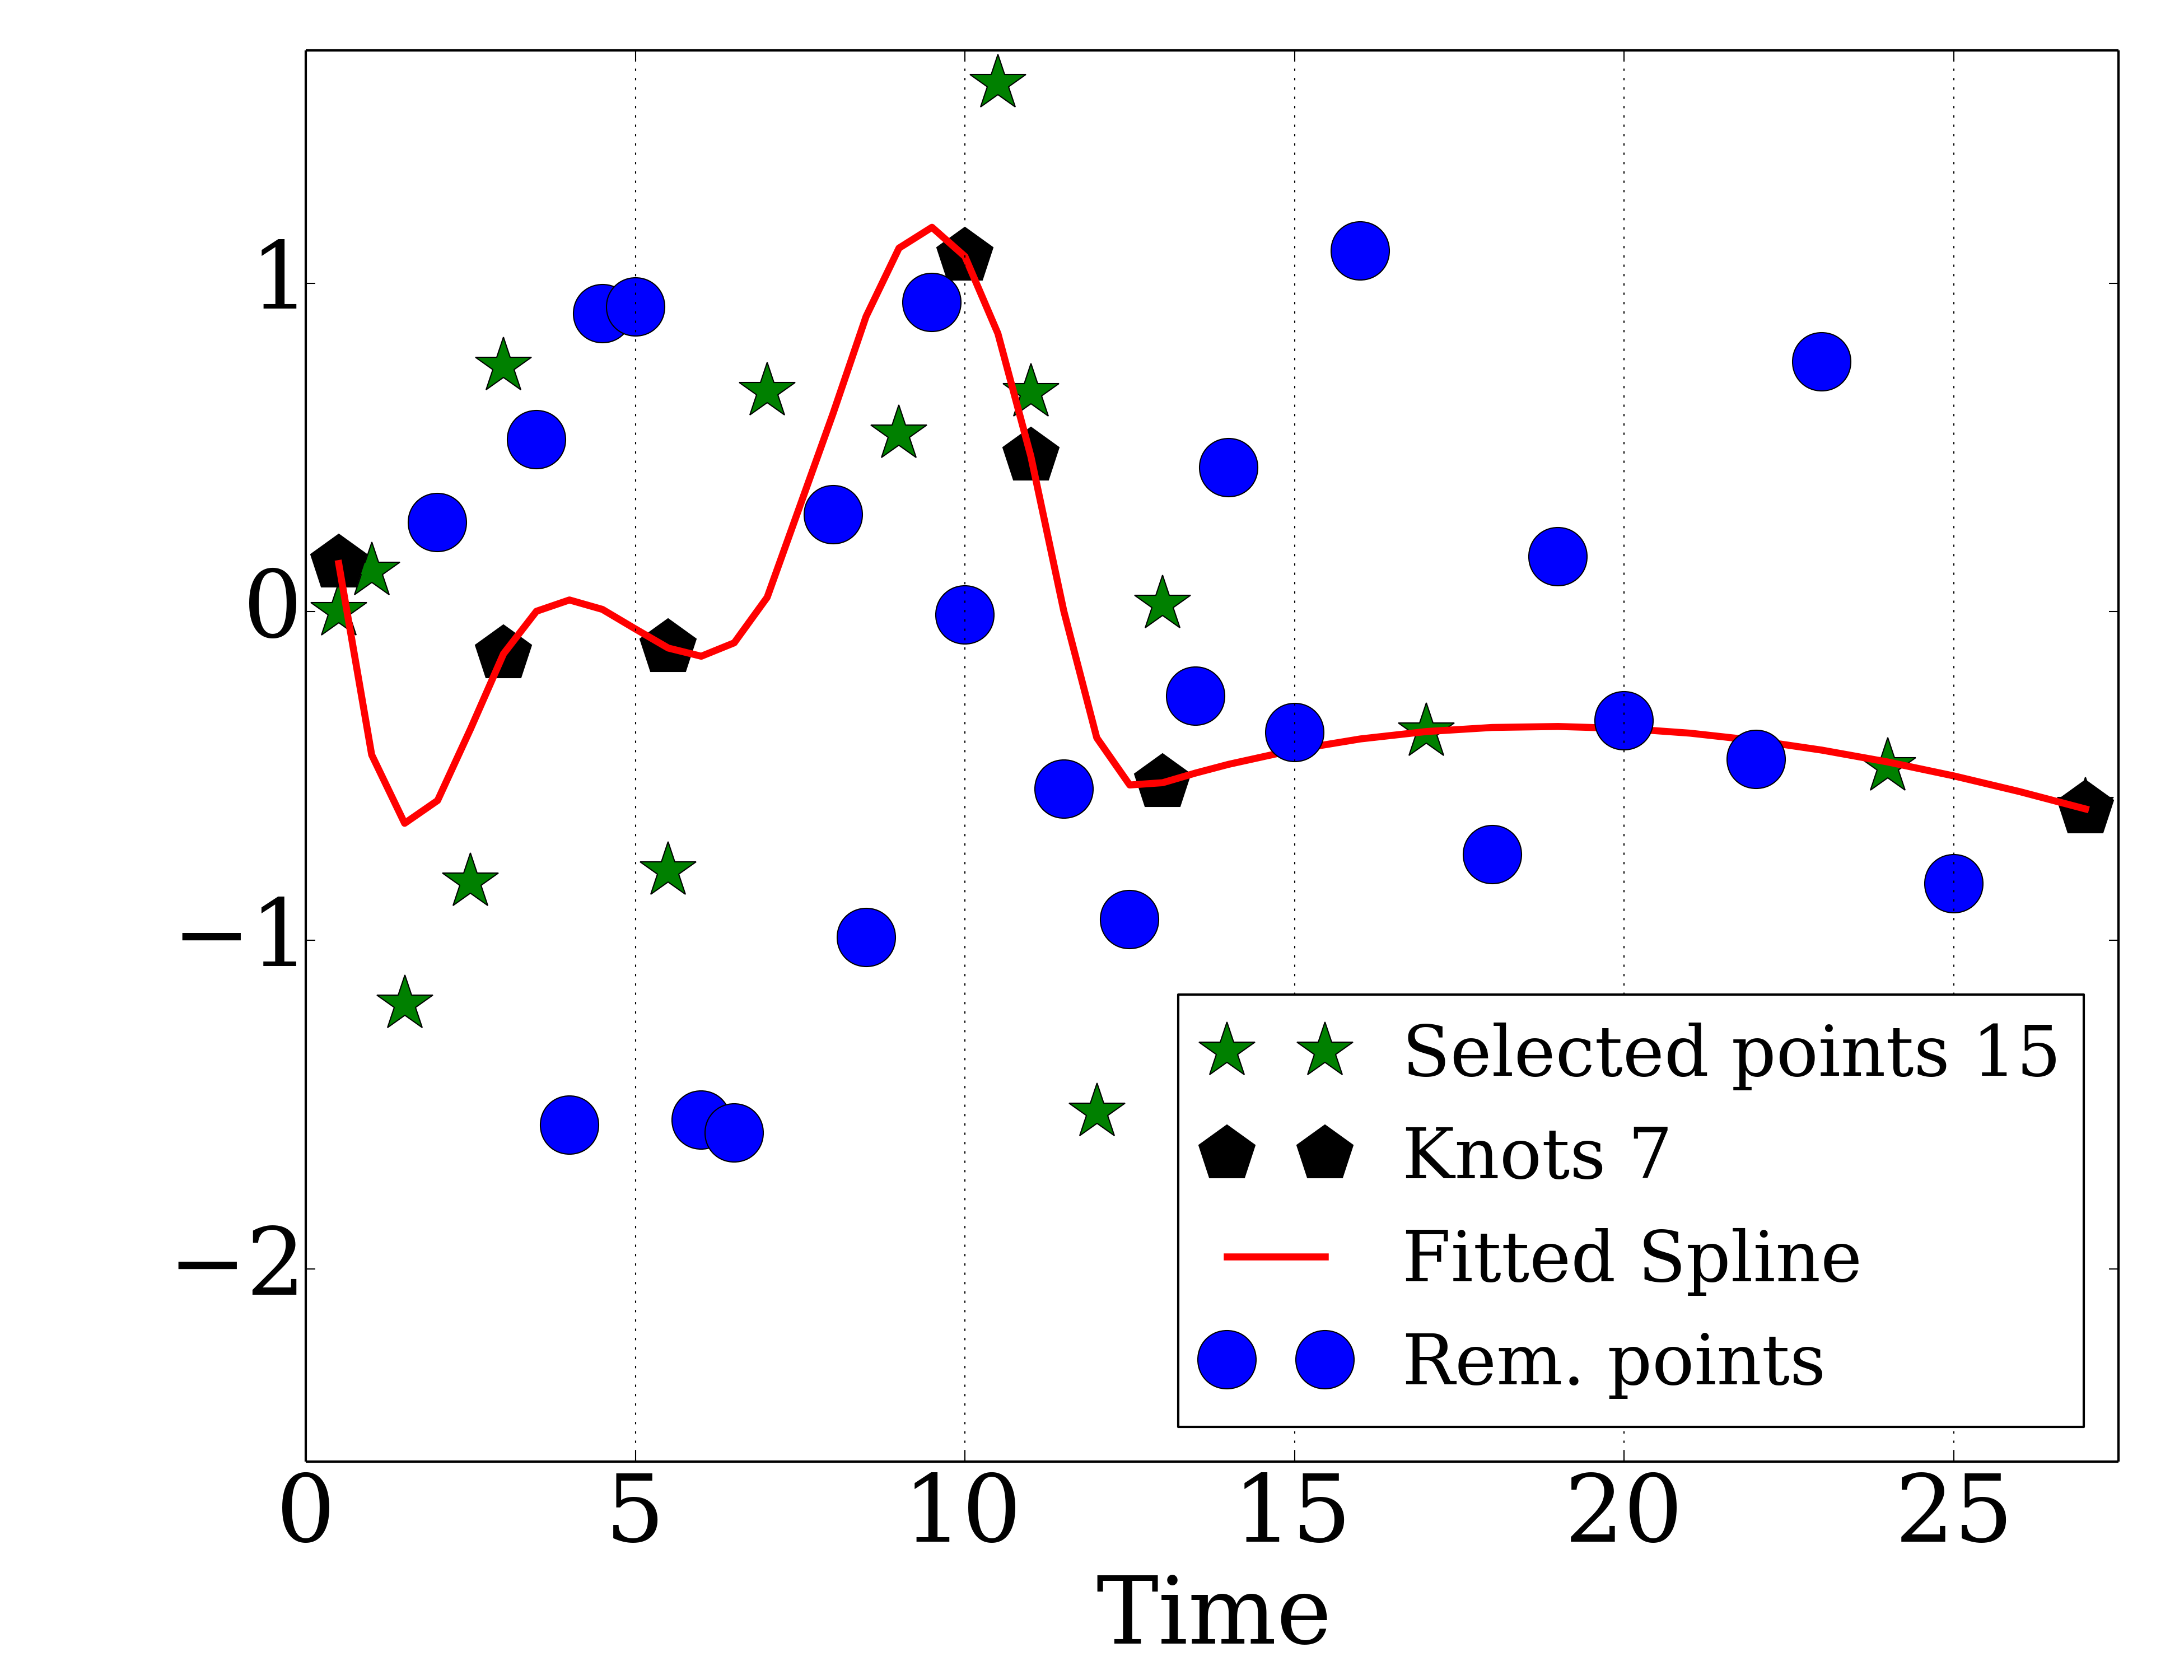 1
0
−1
−2
Selected points 15
Knots 7
Fitted Spline
Rem. points
0 5 10 15 20 25
Time